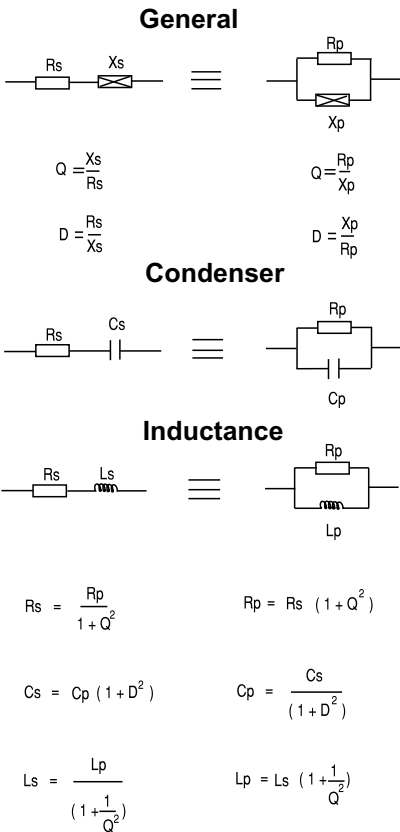 General
Rs Xs Rp
Xp
Q = Xs/Rs Q = Rp/Xp
D = Rs/Xs D = Xp/Rp
Condenser
Rs Cs Rp
Cp
Inductance
Rs Ls Rp
Lp
Rs = Rp/(1 + Q²) Rp = Rs (1 + Q²)
Cs = Cp (1 + D²) Cp = Cs/(1 + D²)
Ls = Lp/(1 + 1/Q²) Lp = Ls (1 + 1/Q²)